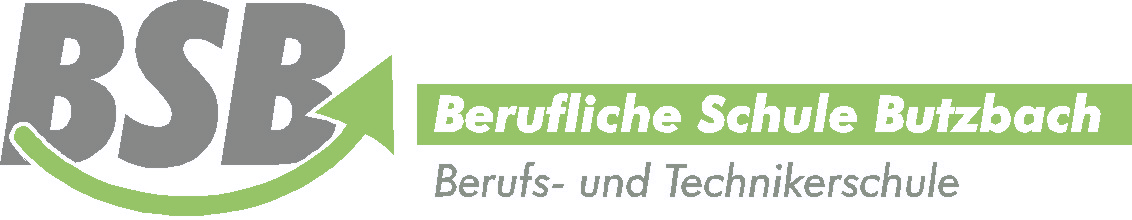 BSB
Berufliche Schule Butzbach
Berufs- und Technikerschule